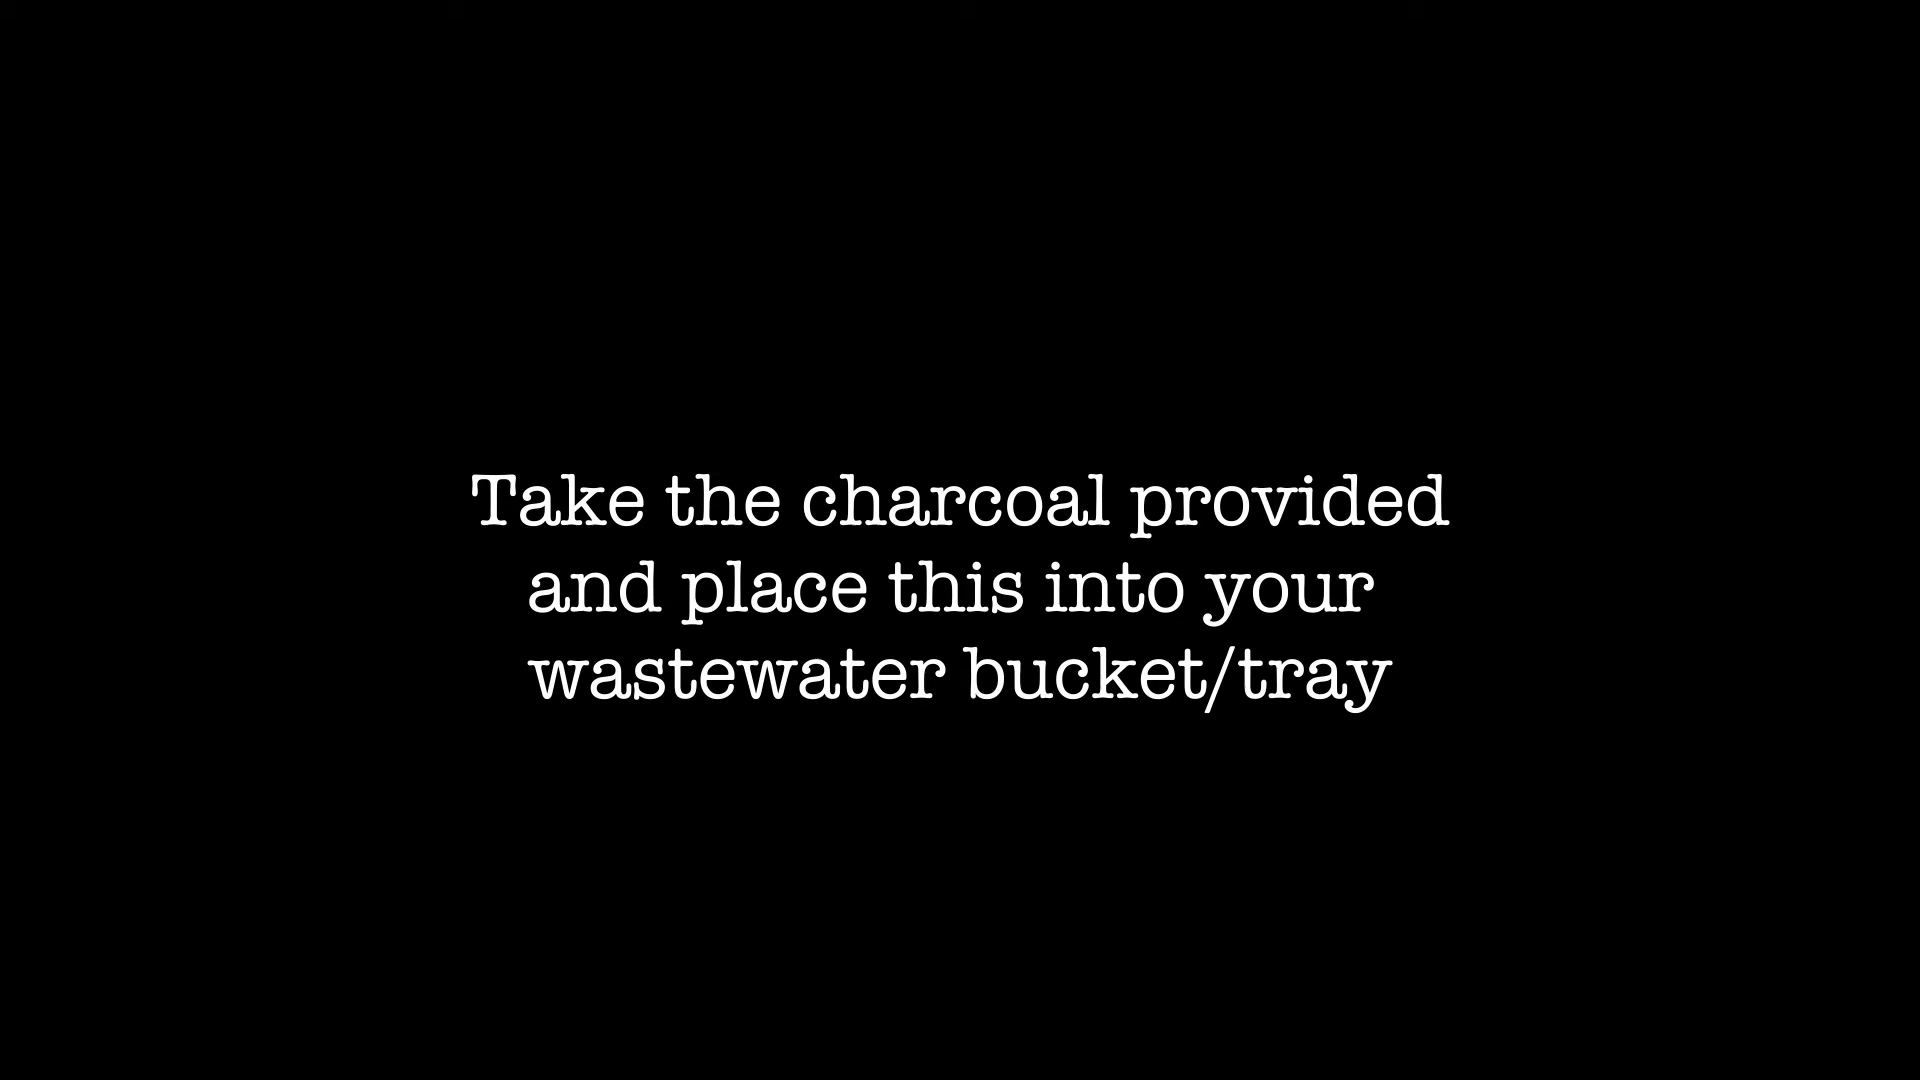 Take the charcoal provided
and place this into your
wastewater bucket/tray